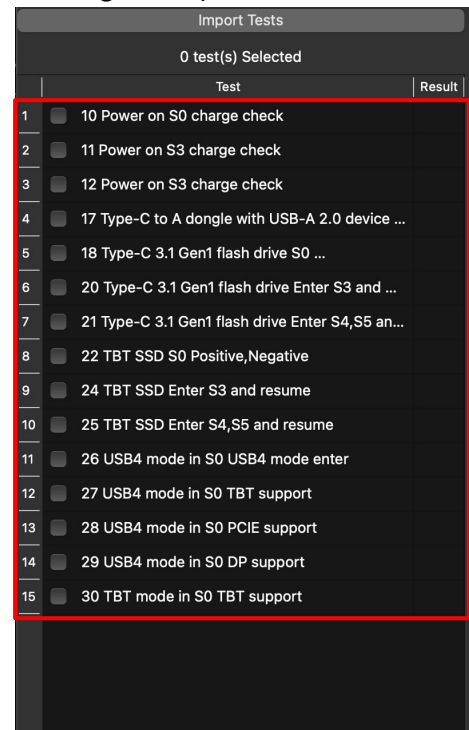 Import Tests
0 test(s) Selected
Test Result
1 10 Power on S0 charge check
2 11 Power on S3 charge check
3 12 Power on S3 charge check
4 17 Type-C to A dongle with USB-A 2.0 device ...
5 18 Type-C 3.1 Gen1 flash drive S0 ...
6 20 Type-C 3.1 Gen1 flash drive Enter S3 and ...
7 21 Type-C 3.1 Gen1 flash drive Enter S4,S5 an...
8 22 TBT SSD S0 Positive,Negative
9 24 TBT SSD Enter S3 and resume
10 25 TBT SSD Enter S4,S5 and resume
11 26 USB4 mode in S0 USB4 mode enter
12 27 USB4 mode in S0 TBT support
13 28 USB4 mode in S0 PCIE support
14 29 USB4 mode in S0 DP support
15 30 TBT mode in S0 TBT support